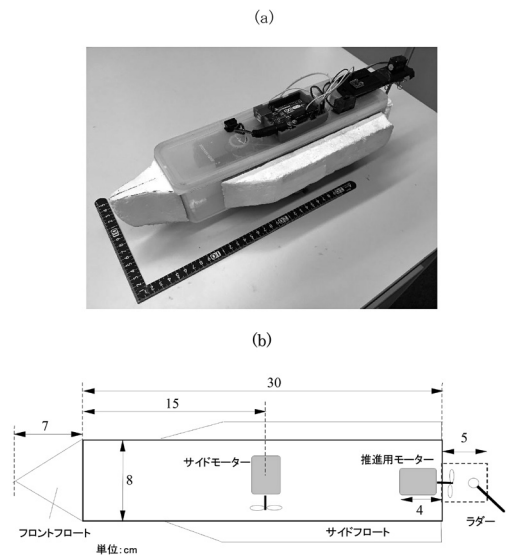 (a)
(b)
30
15
7
5
サイドモーター
推進用モーター
8
4
フロントフロート
サイドフロート
ラダー
単位：cm